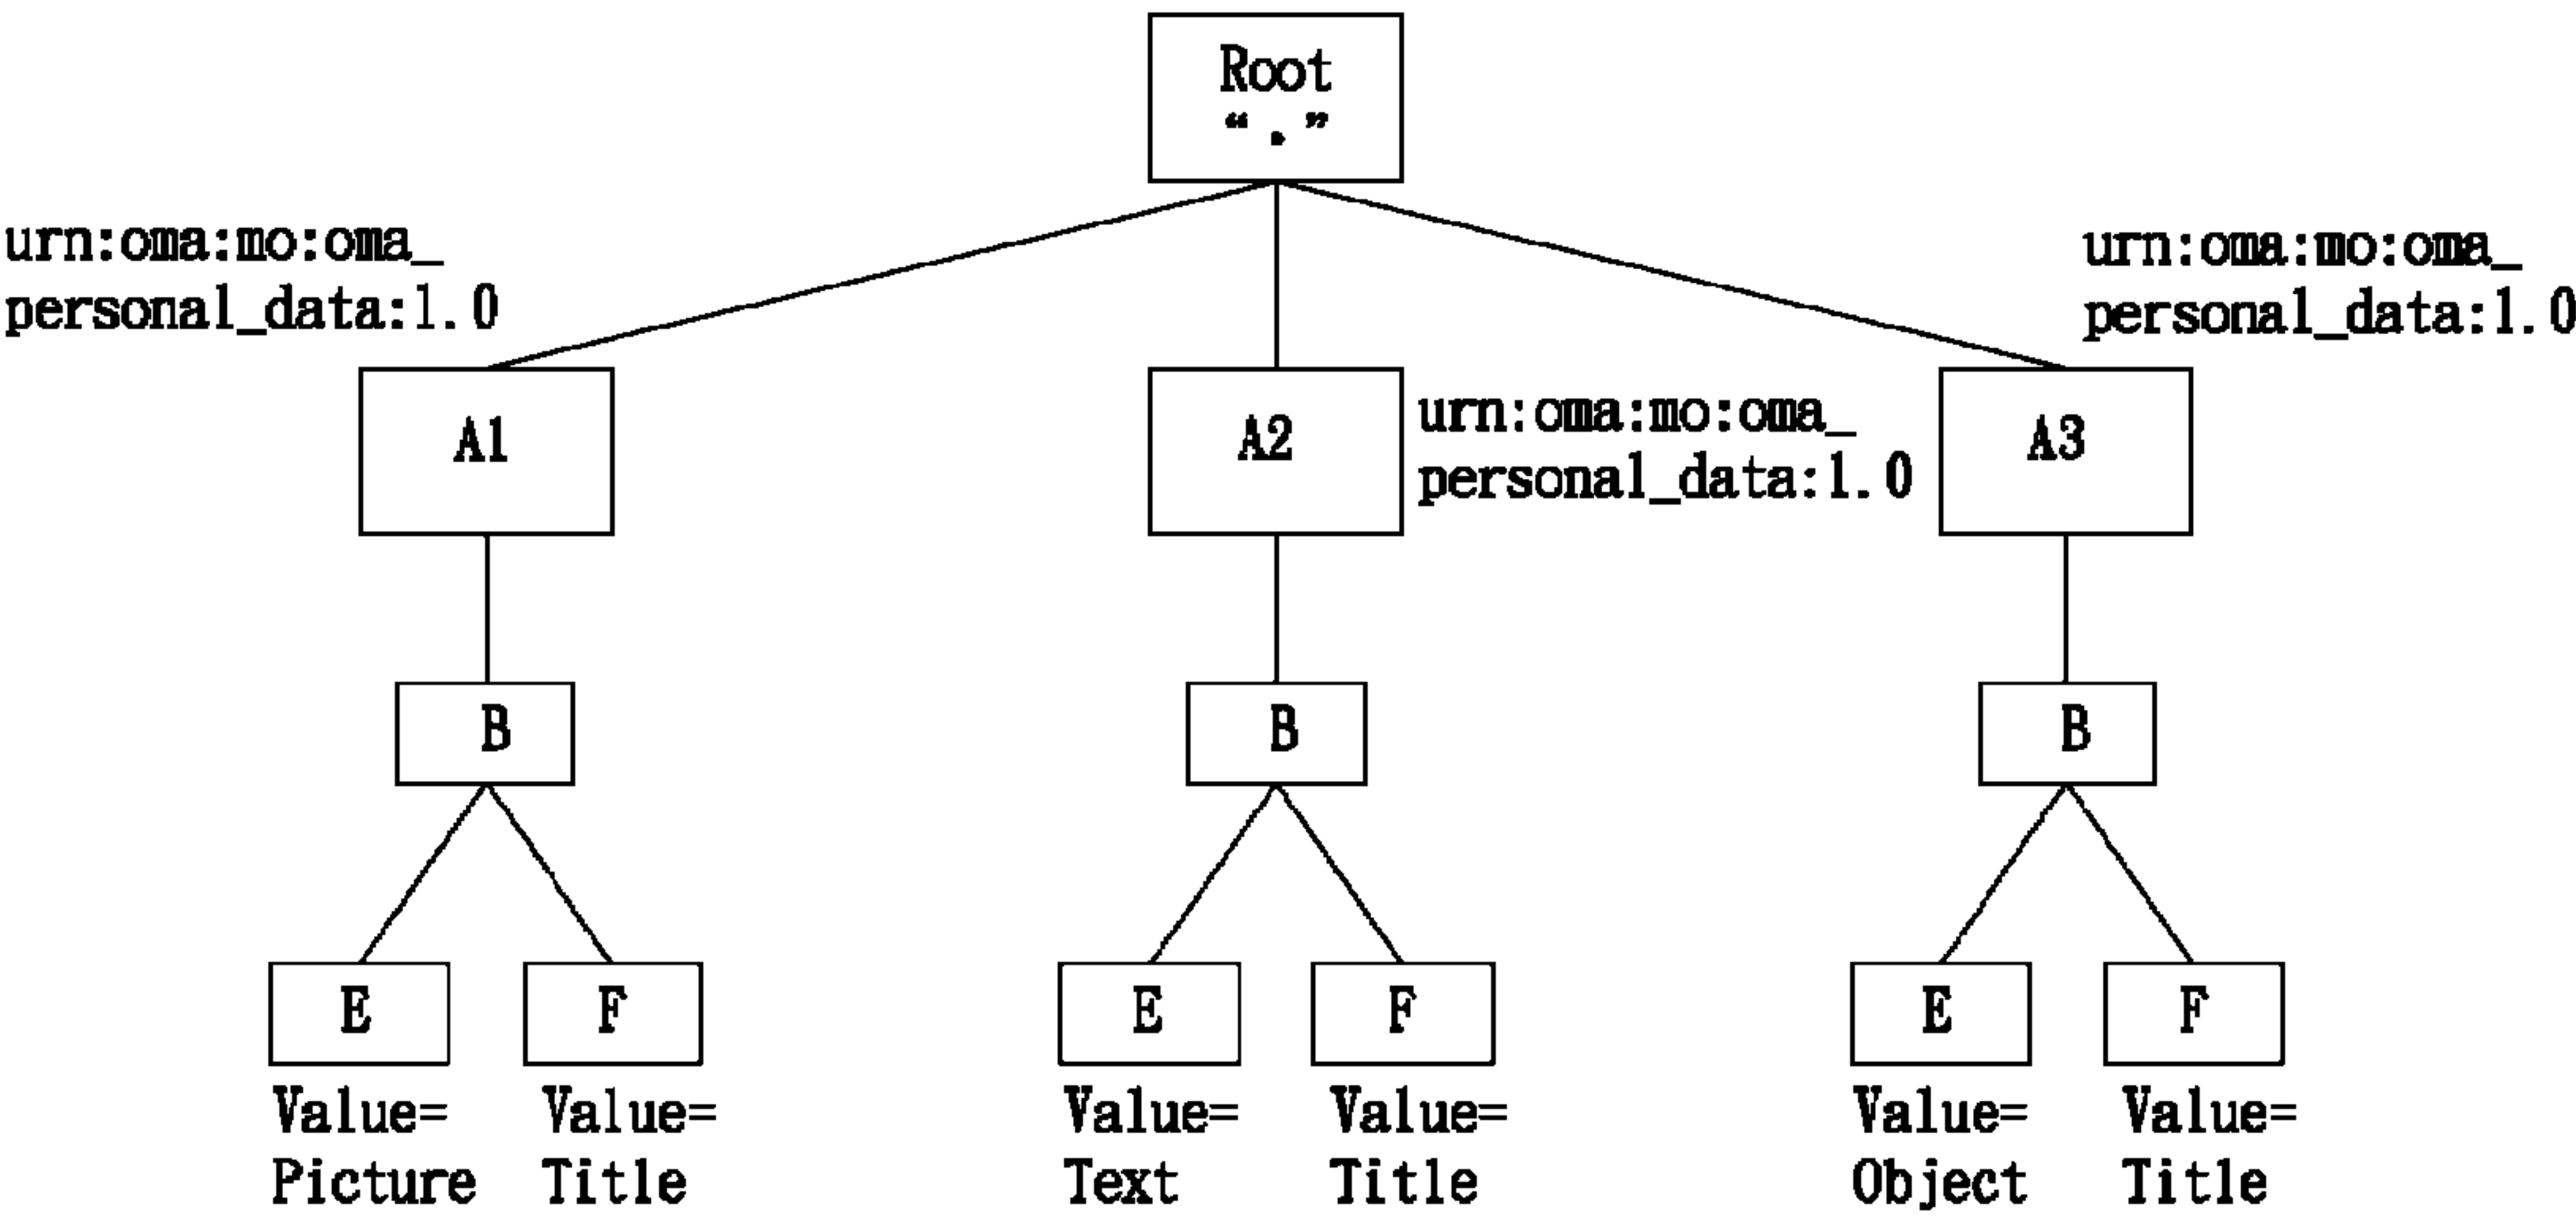 Root
“.”
urn:oma:mo:oma_
personal_data:1.0
urn:oma:mo:oma_
personal_data:1.0
A1
A2
urn:oma:mo:oma_
personal_data:1.0
A3
B
B
B
E
F
E
F
E
F
Value=
Picture
Value=
Title
Value=
Text
Value=
Title
Value=
Object
Value=
Title